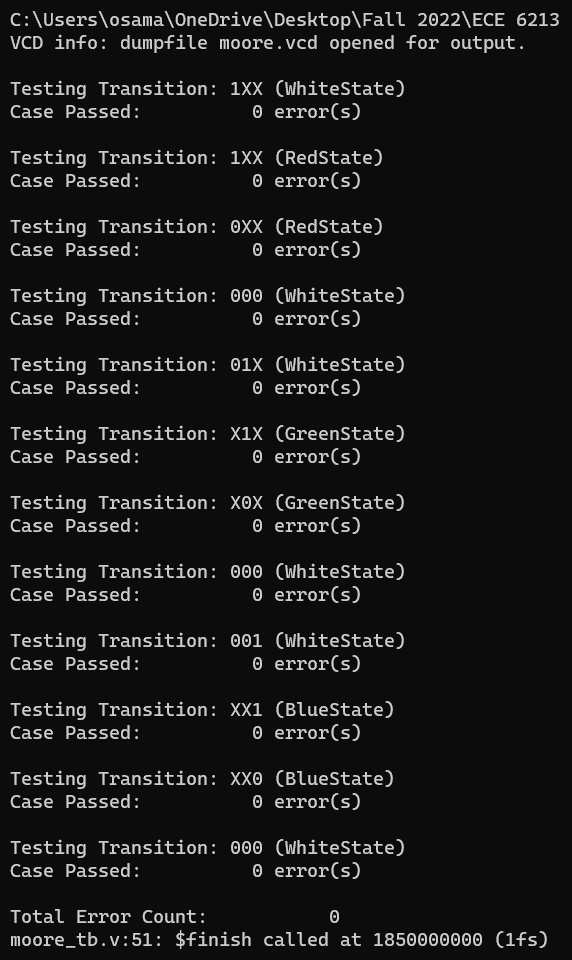 C:\Users\osama\OneDrive\Desktop\Fall 2022\ECE 6213
VCD info: dumpfile moore.vcd opened for output.
Testing Transition: 1XX (WhiteState)
Case Passed:          0 error(s)
Testing Transition: 1XX (RedState)
Case Passed:          0 error(s)
Testing Transition: 0XX (RedState)
Case Passed:          0 error(s)
Testing Transition: 000 (WhiteState)
Case Passed:          0 error(s)
Testing Transition: 01X (WhiteState)
Case Passed:          0 error(s)
Testing Transition: X1X (GreenState)
Case Passed:          0 error(s)
Testing Transition: X0X (GreenState)
Case Passed:          0 error(s)
Testing Transition: 000 (WhiteState)
Case Passed:          0 error(s)
Testing Transition: 001 (WhiteState)
Case Passed:          0 error(s)
Testing Transition: XX1 (BlueState)
Case Passed:          0 error(s)
Testing Transition: XX0 (BlueState)
Case Passed:          0 error(s)
Testing Transition: 000 (WhiteState)
Case Passed:          0 error(s)
Total Error Count:           0
moore_tb.v:51: $finish called at 1850000000 (1fs)